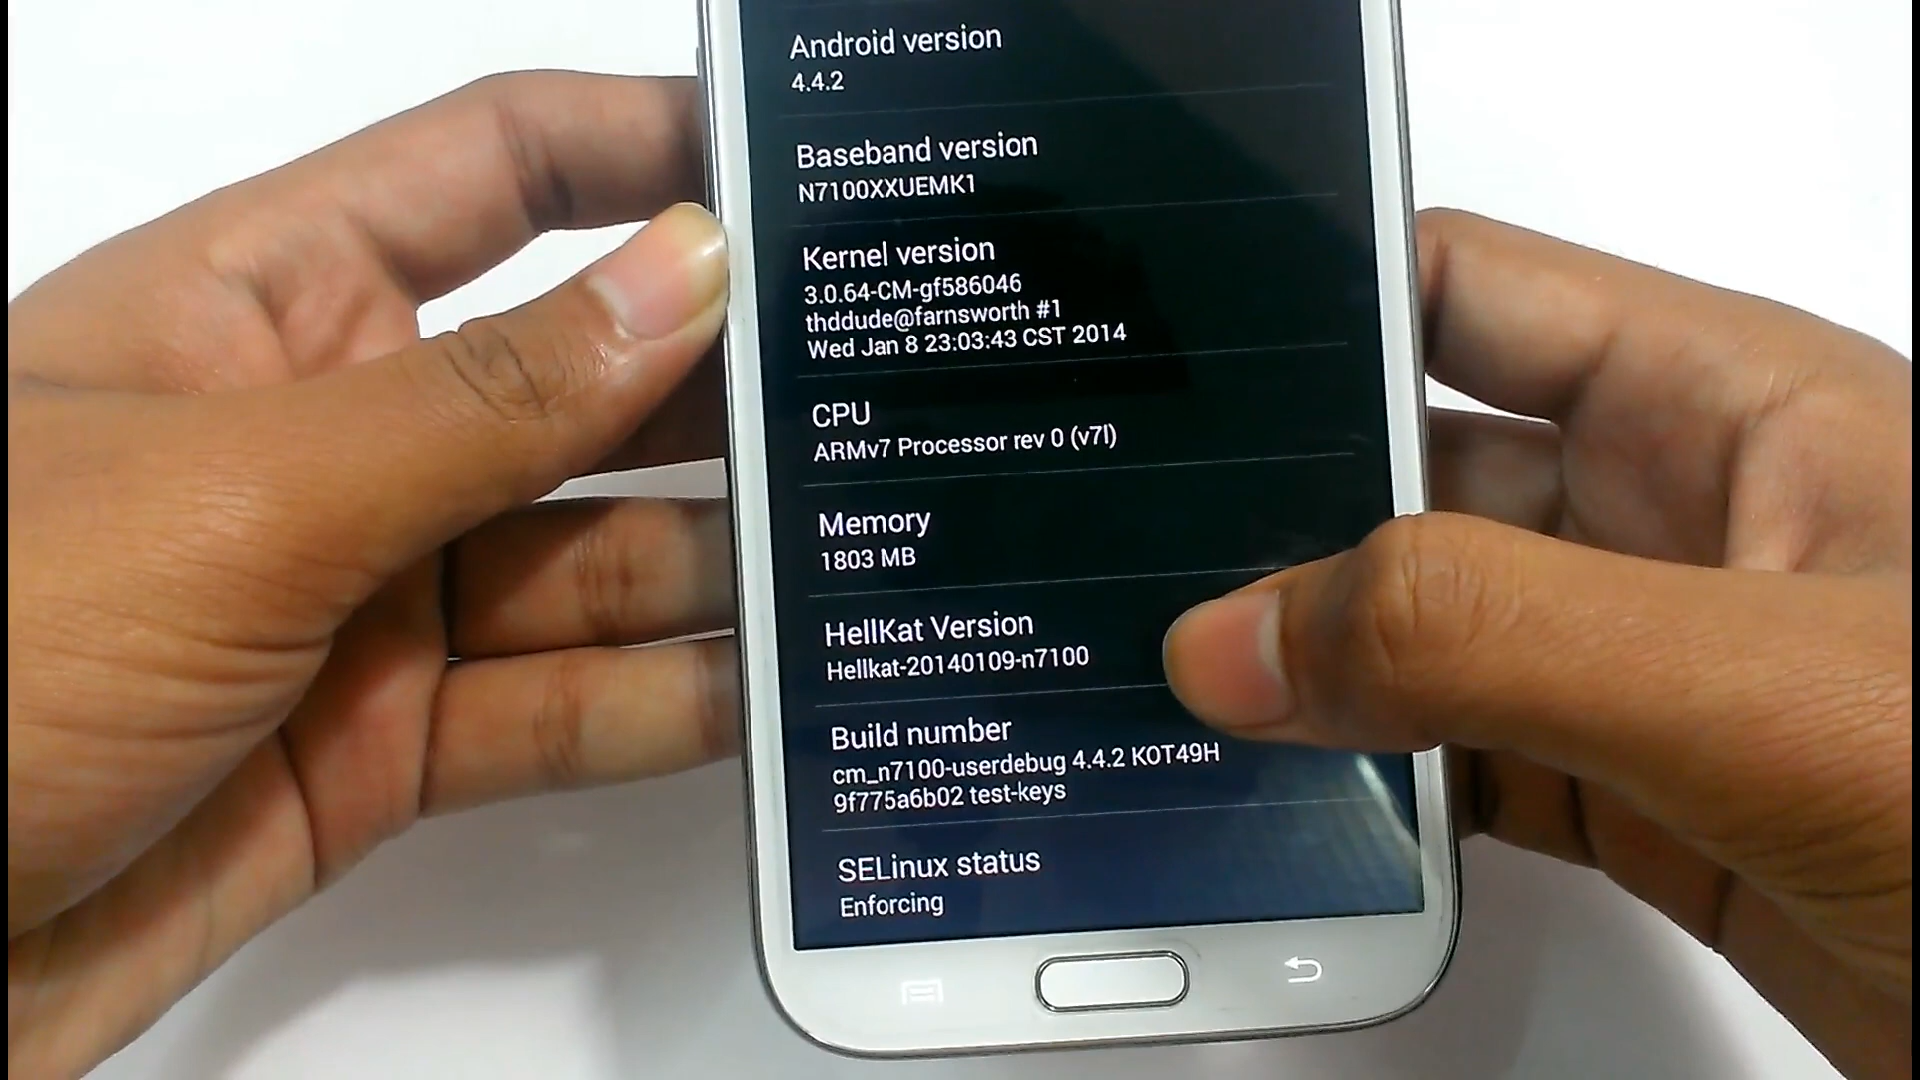 Android version
4.4.2
Baseband version
N7100XXUEMK1
Kernel version
3.0.64-CM-gf586046
thddude@farnsworth #1
Wed Jan 8 23:03:43 CST 2014
CPU
ARMv7 Processor rev 0 (v7l)
Memory
1803 MB
HellKat Version
Hellkat-20140109-n7100
Build number
cm_n7100-userdebug 4.4.2 KOT49H
9f775a6b02 test-keys
SELinux status
Enforcing